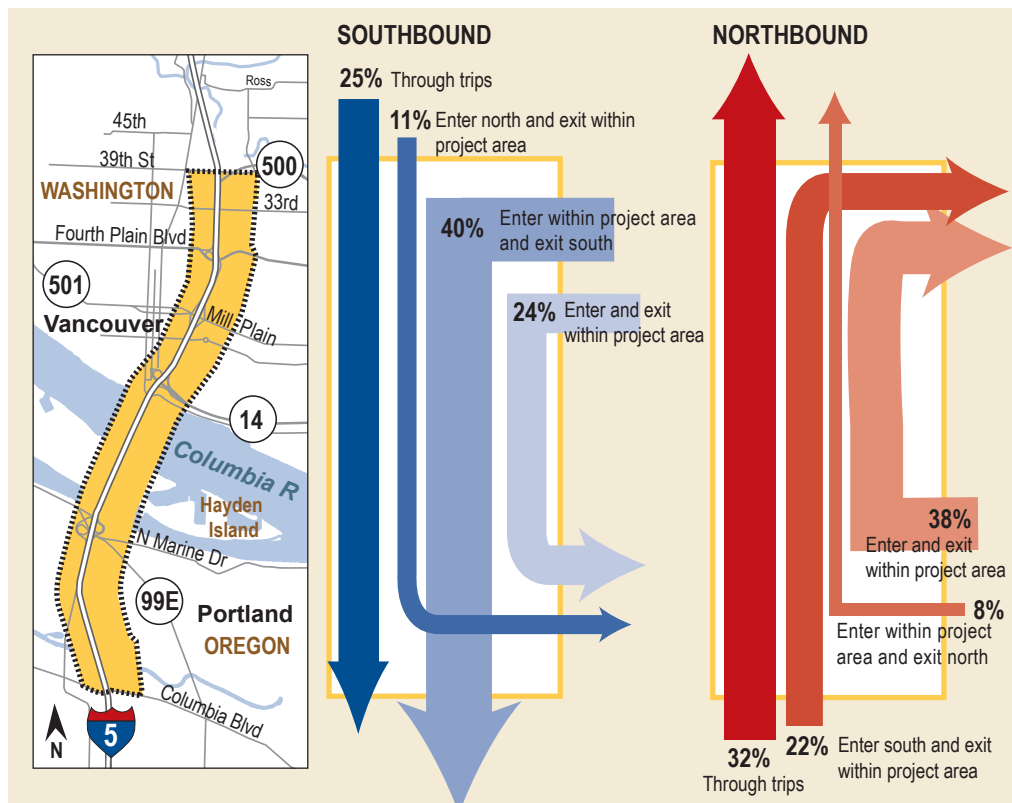 SOUTHBOUND
NORTHBOUND
Ross
45th
39th St
500
WASHINGTON
33rd
Fourth Plain Blvd
501
Vancouver
Mill Plain
14
Columbia R
Hayden
Island
N Marine Dr
99E
Portland
OREGON
Columbia Blvd
N
5
25% Through trips
11% Enter north and exit within
project area
40% Enter within project area
and exit south
24% Enter and exit
within project area
38%
Enter and exit
within project area
8%
Enter within project
area and exit north
32%
Through trips
22% Enter south and exit
within project area